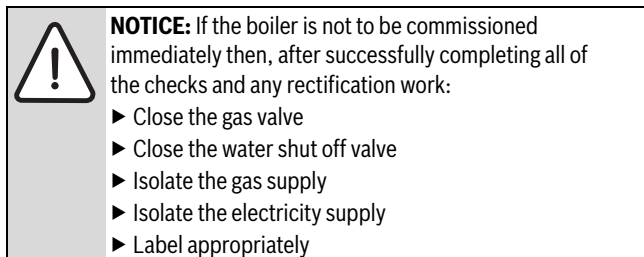 NOTICE: If the boiler is not to be commissioned
immediately then, after successfully completing all of
the checks and any rectification work:
▶ Close the gas valve
▶ Close the water shut off valve
▶ Isolate the gas supply
▶ Isolate the electricity supply
▶ Label appropriately